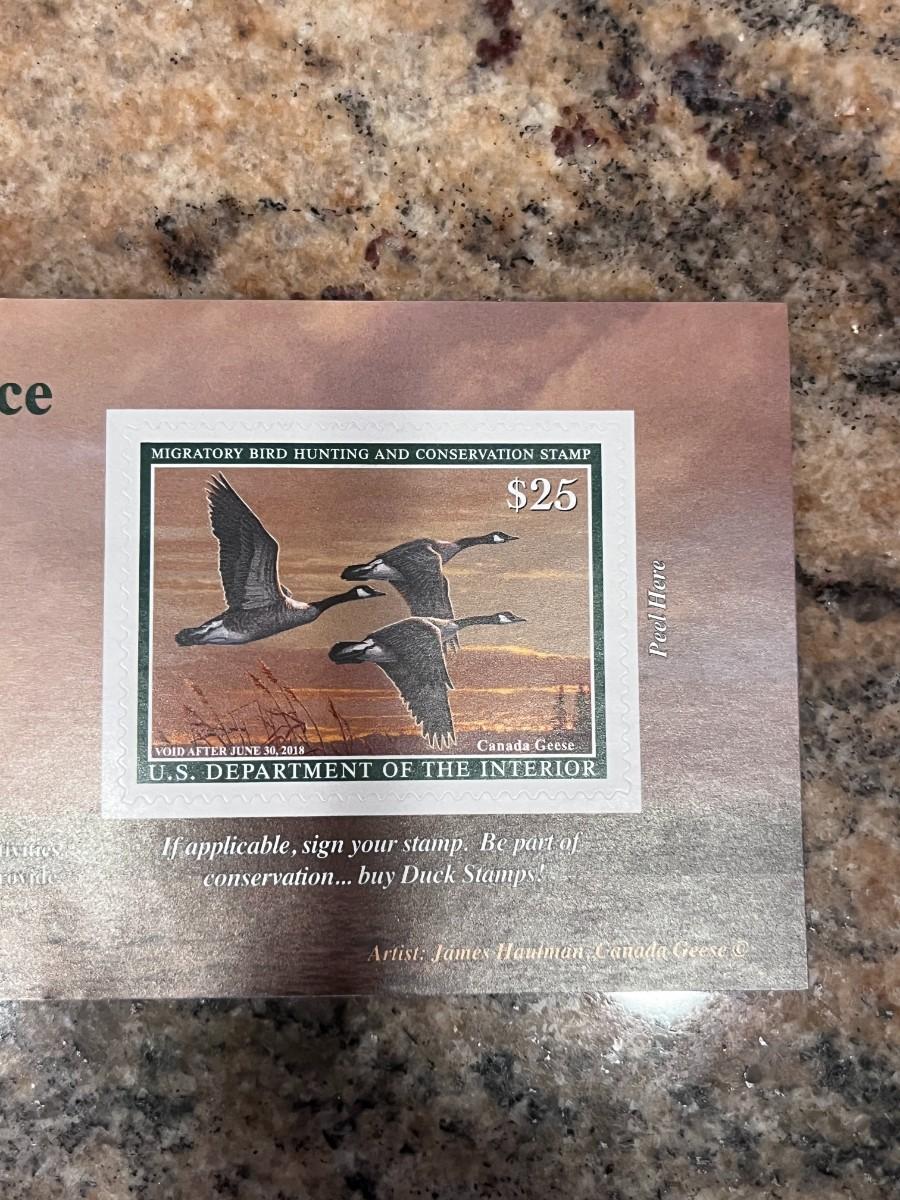 ce
MIGRATORY BIRD HUNTING AND CONSERVATION STAMP
$25
Peel Here
VOID AFTER JUNE 30, 2018
Canada Geese
U.S. DEPARTMENT OF THE INTERIOR
If applicable, sign your stamp. Be part of
conservation... buy Duck Stamps!
Artist: James Hautman, Canada Geese ©